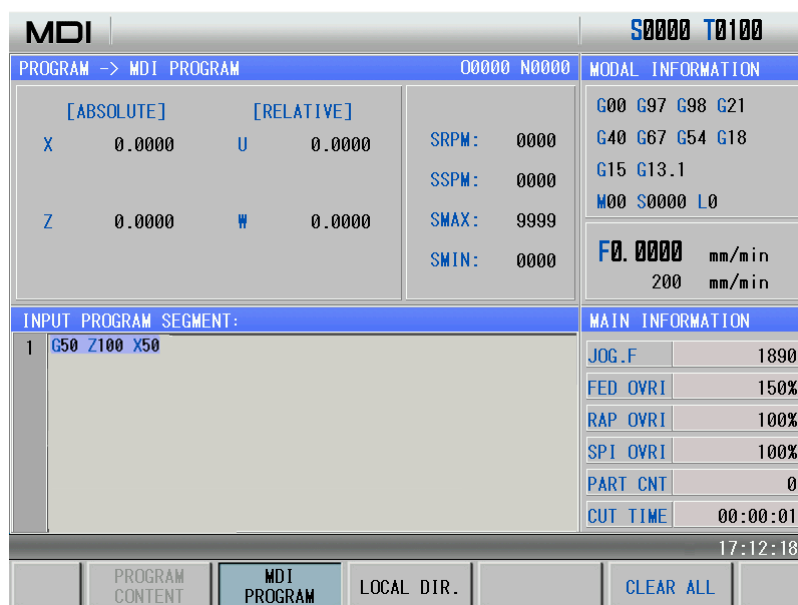 MDI S0000 T0100
PROGRAM -> MDI PROGRAM O0000 N0000 MODAL INFORMATION
[ABSOLUTE] [RELATIVE]
X 0.0000 U 0.0000
Z 0.0000 W 0.0000
SRPM: 0000
SSPM: 0000
SMAX: 9999
SMIN: 0000
G00 G97 G98 G21
G40 G67 G54 G18
G15 G13.1
M00 S0000 L0
F0.0000 mm/min
200 mm/min
INPUT PROGRAM SEGMENT:
1 G50 Z100 X50
MAIN INFORMATION
JOG.F 1890
FED OVRI 150%
RAP OVRI 100%
SPI OVRI 100%
PART CNT 0
CUT TIME 00:00:01
17:12:18
PROGRAM CONTENT
MDI PROGRAM
LOCAL DIR.
CLEAR ALL